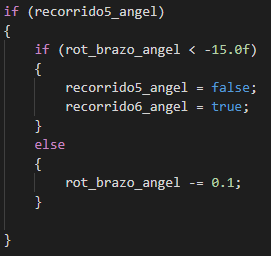 if (recorrido5_angel)
{
    if (rot_brazo_angel < -15.0f)
    {
        recorrido5_angel = false;
        recorrido6_angel = true;
    }
    else
    {
        rot_brazo_angel -= 0.1;
    }

}